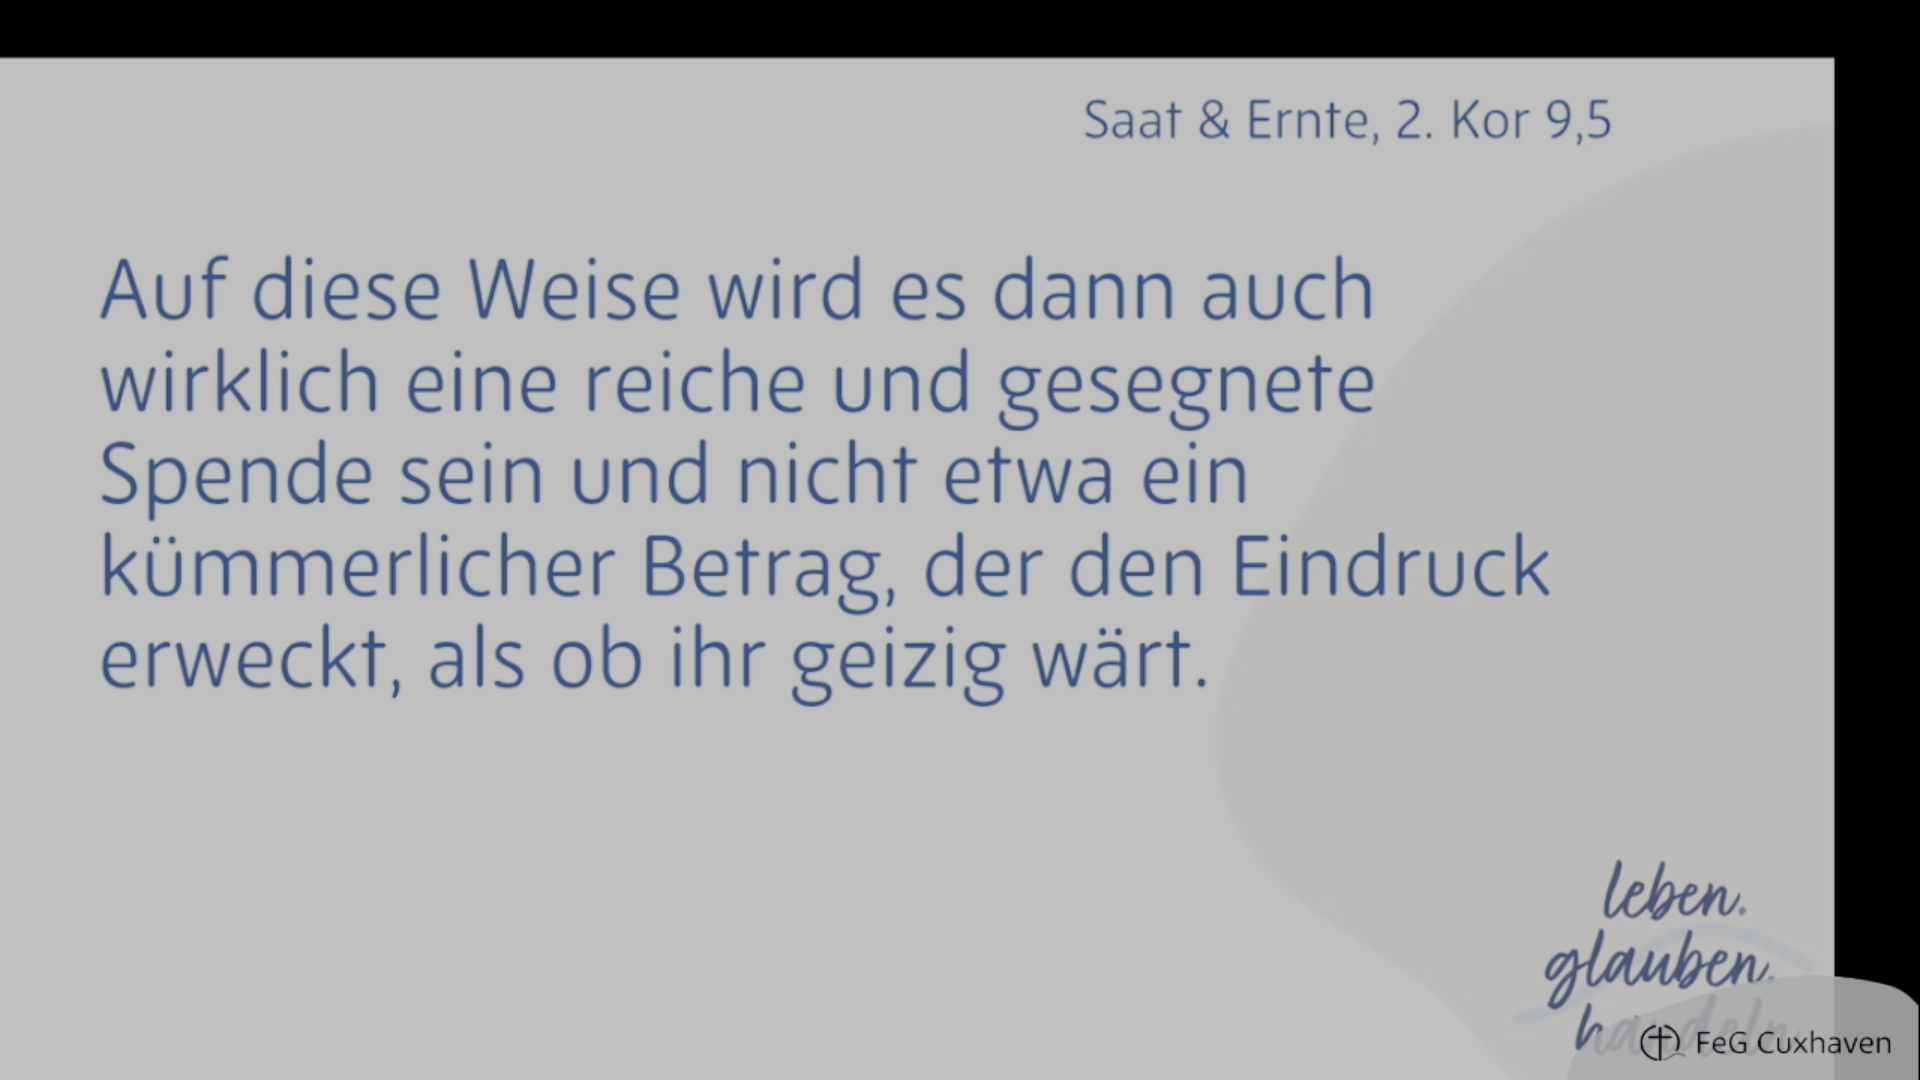 Saat & Ernte, 2. Kor 9,5
Auf diese Weise wird es dann auch
wirklich eine reiche und gesegnete
Spende sein und nicht etwa ein
kümmerlicher Betrag, der den Eindruck
erweckt, als ob ihr geizig wärt.
leben.
glauben.
handeln.
FeG Cuxhaven